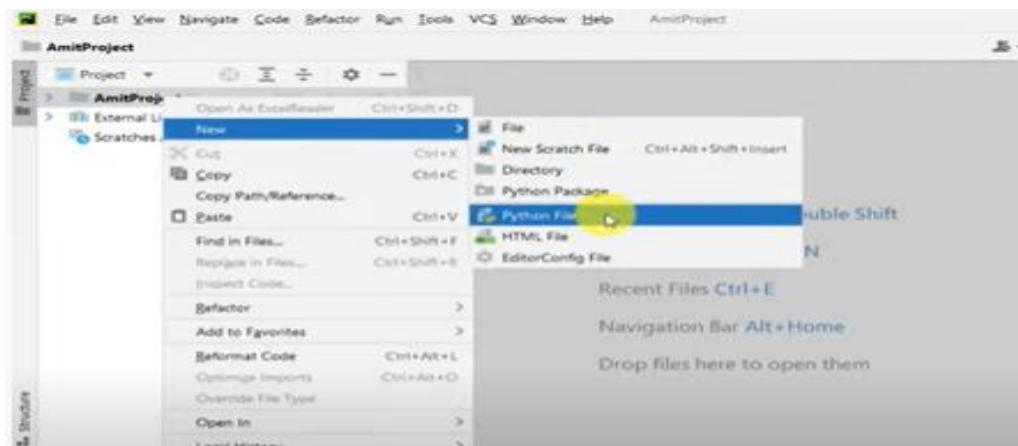 File Edit View Navigate Code Refactor Run Tools VCS Window Help AmitProject
AmitProject
Project
Project
AmitProj
External Li
Scratches
Open As ExcelReader Ctrl+Shift+D
New
Cut Ctrl+X
Copy Ctrl+C
Copy Path/Reference...
Paste Ctrl+V
Find in Files... Ctrl+Shift+F
Replace in Files... Ctrl+Shift+R
Inspect Code...
Refactor
Add to Favorites
Reformat Code Ctrl+Alt+L
Optimize Imports Ctrl+Alt+O
Override File Type
Open In
Local History
File
New Scratch File Ctrl+Alt+Shift+Insert
Directory
Python Package
Python File
HTML File
EditorConfig File
uble Shift
N
Recent Files Ctrl+E
Navigation Bar Alt+Home
Drop files here to open them
Structure